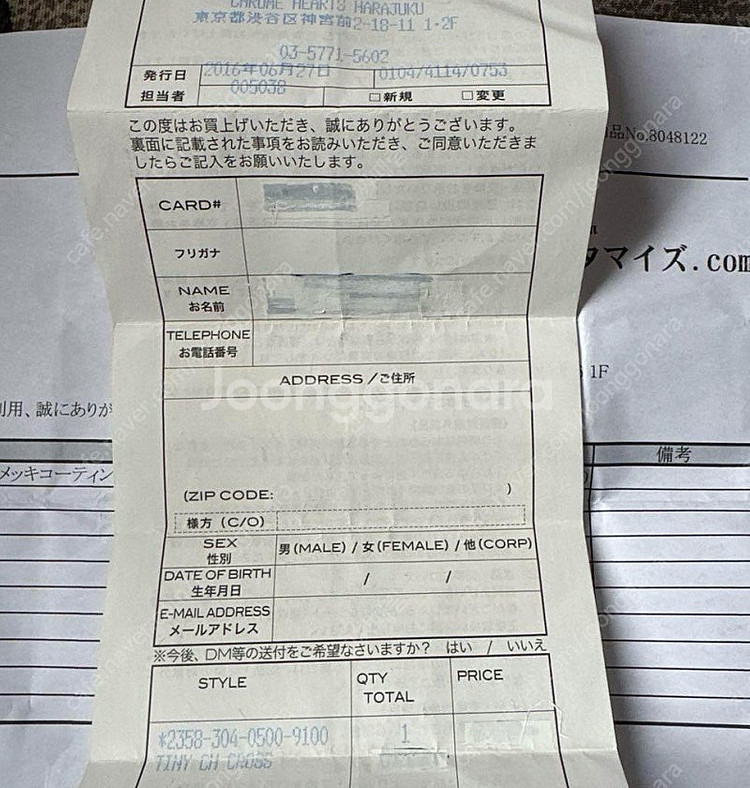 CHROME HEARTS HARAJUKU
東京都渋谷区神宮前2-18-11 1・2F
03-5771-5602
発行日 2016年06月27日 0104/4114/0753
担当者 005038 □新規 □変更
この度はお買上げいただき、誠にありがとうございます。
裏面に記載された事項をお読みいただき、ご同意いただきま
したらご記入をお願いいたします。
CARD#
フリガナ
NAME
お名前
TELEPHONE
お電話番号
ADDRESS/ご住所
(ZIP CODE: )
様方 (C/O)
SEX
性別
男(MALE) / 女(FEMALE) / 他(CORP)
DATE OF BIRTH
生年月日
/ /
E-MAIL ADDRESS
メールアドレス
※今後、DM等の送付をご希望なさいますか? はい / いいえ
STYLE QTY TOTAL PRICE
*2358-304-0500-9100 1
TINY CH CROSS
品No.8048122
タマイズ.com
1F
利用、誠にありが
備考
メッキコーティン
Joonggonara
cafe.naver.com/joonggonara